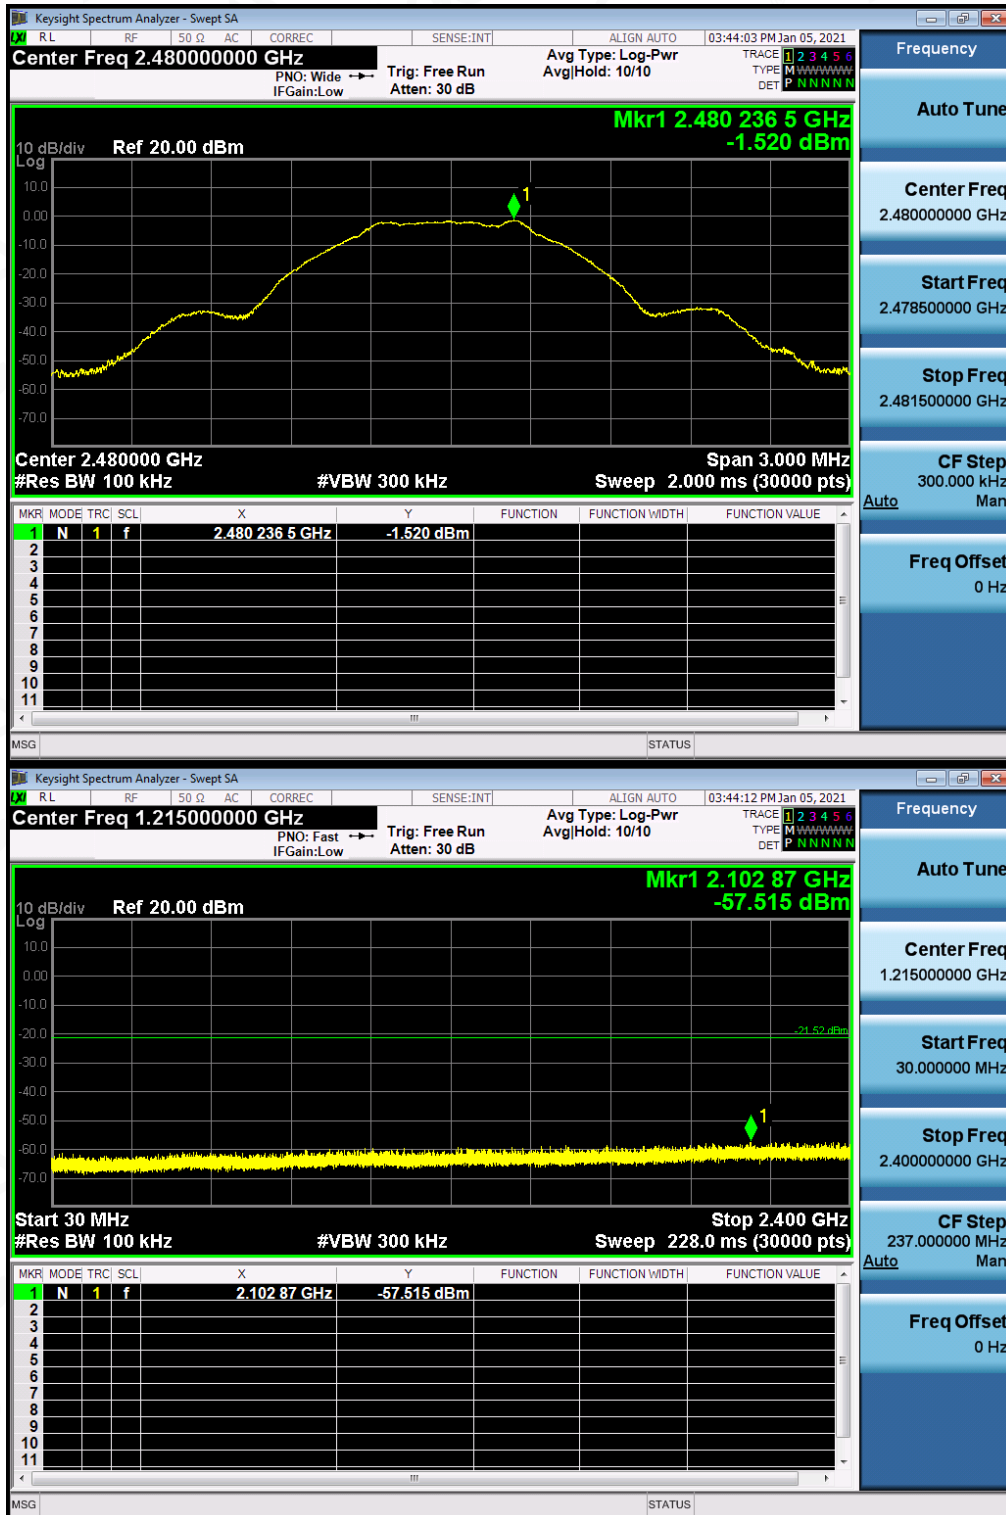 Keysight Spectrum Analyzer - Swept SA
LXI RL RF 50 Ω AC CORREC SENSE:INT ALIGN AUTO 03:44:03 PM Jan 05, 2021
Center Freq 2.480000000 GHz
PNO: Wide
IFGain:Low
Trig: Free Run
Atten: 30 dB
Avg Type: Log-Pwr
Avg|Hold: 10/10
TRACE 1 2 3 4 5 6
TYPE M W W W W W
DET P N N N N N
Mkr1 2.480 236 5 GHz
-1.520 dBm
10 dB/div Ref 20.00 dBm
Log
10.0
0.00
-10.0
-20.0
-30.0
-40.0
-50.0
-60.0
-70.0
1
Center 2.480000 GHz Span 3.000 MHz
#Res BW 100 kHz #VBW 300 kHz Sweep 2.000 ms (30000 pts)
MKR MODE TRC SCL X Y FUNCTION FUNCTION WIDTH FUNCTION VALUE
1 N 1 f 2.480 236 5 GHz -1.520 dBm
2
3
4
5
6
7
8
9
10
11
MSG STATUS
Frequency
Auto Tune
Center Freq
2.480000000 GHz
Start Freq
2.478500000 GHz
Stop Freq
2.481500000 GHz
CF Step
300.000 kHz
Auto Man
Freq Offset
0 Hz
Keysight Spectrum Analyzer - Swept SA
LXI RL RF 50 Ω AC CORREC SENSE:INT ALIGN AUTO 03:44:12 PM Jan 05, 2021
Center Freq 1.215000000 GHz
PNO: Fast
IFGain:Low
Trig: Free Run
Atten: 30 dB
Avg Type: Log-Pwr
Avg|Hold: 10/10
TRACE 1 2 3 4 5 6
TYPE M W W W W W
DET P N N N N N
Mkr1 2.102 87 GHz
-57.515 dBm
10 dB/div Ref 20.00 dBm
Log
10.0
0.00
-10.0
-20.0
-30.0
-40.0
-50.0
-60.0
-70.0
-21.52 dBm
1
Start 30 MHz Stop 2.400 GHz
#Res BW 100 kHz #VBW 300 kHz Sweep 228.0 ms (30000 pts)
MKR MODE TRC SCL X Y FUNCTION FUNCTION WIDTH FUNCTION VALUE
1 N 1 f 2.102 87 GHz -57.515 dBm
2
3
4
5
6
7
8
9
10
11
MSG STATUS
Frequency
Auto Tune
Center Freq
1.215000000 GHz
Start Freq
30.000000 MHz
Stop Freq
2.400000000 GHz
CF Step
237.000000 MHz
Auto Man
Freq Offset
0 Hz